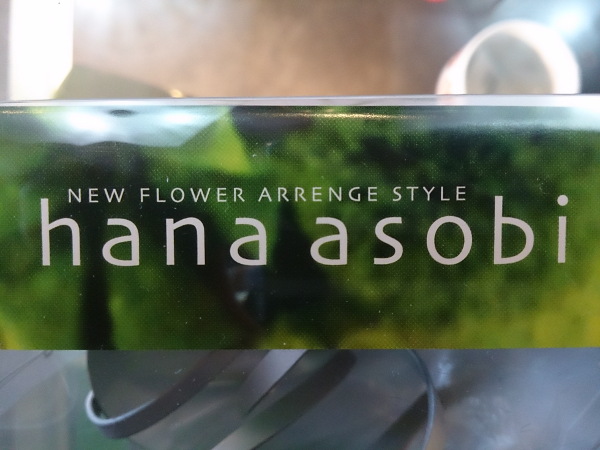 NEW FLOWER ARRENGE STYLE
hana asobi